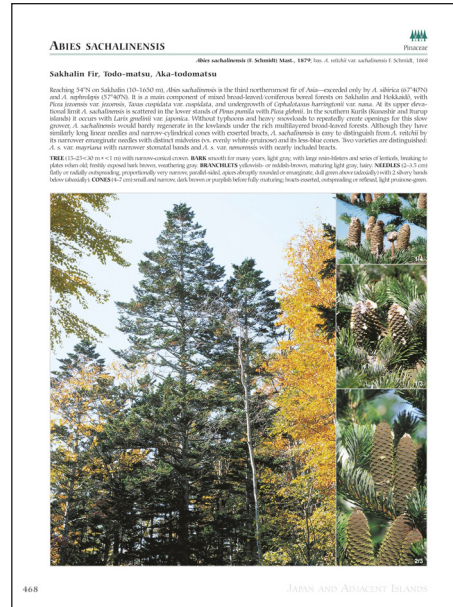 ABIES SACHALINENSIS
Pinaceae
Abies sachalinensis (F. Schmidt) Mast., 1879; bas. A. veitchii var. sachalinensis F. Schmidt, 1868
Sakhalin Fir, Todo-matsu, Aka-todomatsu
Reaching 54°N on Sakhalin (10–1650 m), Abies sachalinensis is the third northernmost fir of Asia—exceeded only by A. sibirica (67°40'N)
and A. nephrolepis (57°40'N). It is a main component of mixed broad-leaved/coniferous boreal forests on Sakhalin and Hokkaidō, with
Picea jezoensis var. jezoensis, Taxus cuspidata var. cuspidata, and undergrowth of Cephalotaxus harringtonii var. nana. At its upper eleva-
tional limit A. sachalinensis is scattered in the lower stands of Pinus pumila with Picea glehnii. In the southern Kurils (Kunashir and Iturup
islands) it occurs with Larix gmelinii var. japonica. Without typhoons and heavy snowloads to repeatedly create openings for this slow
grower, A. sachalinensis would barely regenerate in the lowlands under the rich multilayered broad-leaved forests. Although they have
similarly long linear needles and narrow-cylindrical cones with exserted bracts, A. sachalinensis is easy to distinguish from A. veitchii by
its narrower emarginate needles with distinct midveins (vs. evenly white-pruinose) and its less-blue cones. Two varieties are distinguished:
A. s. var. mayriana with narrower stomatal bands and A. s. var. nemorensis with nearly included bracts.
TREE (15–25<30 m • <1 m) with narrow-conical crown. BARK smooth for many years, light gray, with large resin-blisters and series of lenticels, breaking to
plates when old; freshly exposed bark brown, weathering gray. BRANCHLETS yellowish- or reddish-brown, maturing light gray, hairy. NEEDLES (2–3.5 cm)
flatly or radially outspreading, proportionally very narrow, parallel-sided, apices abruptly rounded or emarginate, dull green above (adaxially) with 2 silvery bands
below (abaxially). CONES (4–7 cm) small and narrow, dark brown or purplish before fully maturing; bracts exserted, outspreading or reflexed, light pruinose-green.
1/3
1/3
2/3
468
JAPAN AND ADJACENT ISLANDS